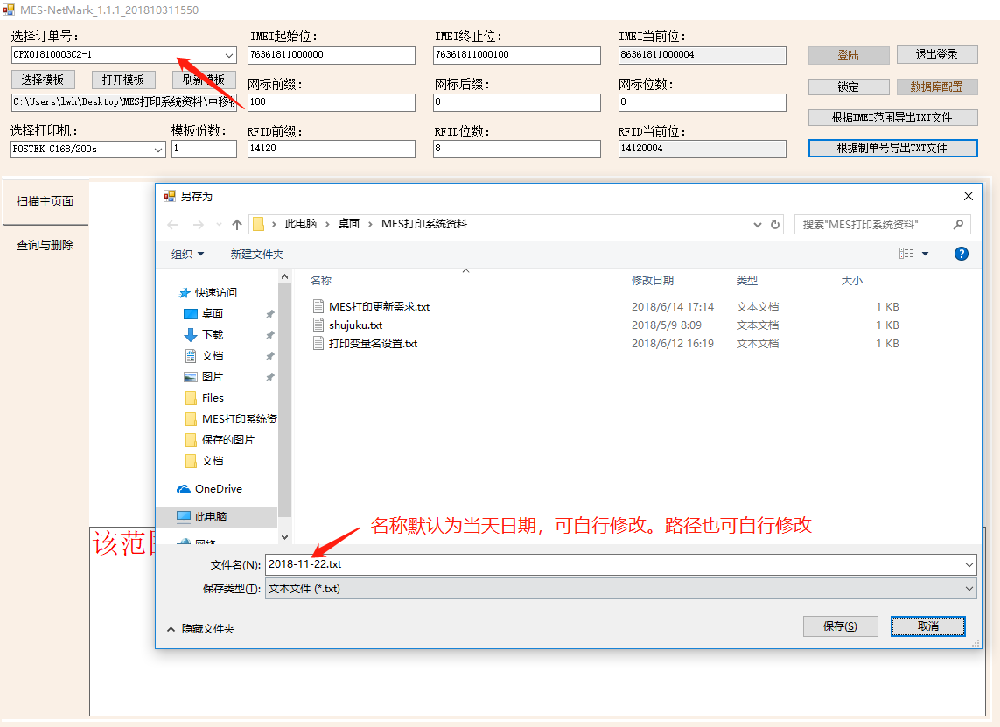 MES-NetMark_1.1.1_201810311550
选择订单号:
IMEI起始位:
IMEI终止位:
IMEI当前位:
CPX01810003C2-1
76361811000000
76361811000100
86361811000004
登陆
退出登录
选择模板
打开模板
刷新模板
网标前缀:
网标后缀:
网标位数:
锁定
数据库配置
C:\Users\lwh\Desktop\MES打印系统资料\中移物
100
0
8
根据IMEI范围导出TXT文件
选择打印机:
模板份数:
RFID前缀:
RFID位数:
RFID当前位:
POSTEK C168/200s
1
14120
8
14120004
根据制单号导出TXT文件
扫描主页面
查询与删除
另存为
此电脑 › 桌面 › MES打印系统资料
搜索"MES打印系统资料"
组织
新建文件夹
名称
修改日期
类型
大小
快速访问
桌面
下载
文档
图片
Files
MES打印系统资
保存的图片
文档
OneDrive
此电脑
网络
MES打印更新需求.txt 2018/6/14 17:14 文本文档 1 KB
shujuku.txt 2018/5/9 8:09 文本文档 1 KB
打印变量名设置.txt 2018/6/12 16:19 文本文档 1 KB
名称默认为当天日期，可自行修改。路径也可自行修改
该范
文件名(N): 2018-11-22.txt
保存类型(T): 文本文件 (*.txt)
隐藏文件夹
保存(S)
取消